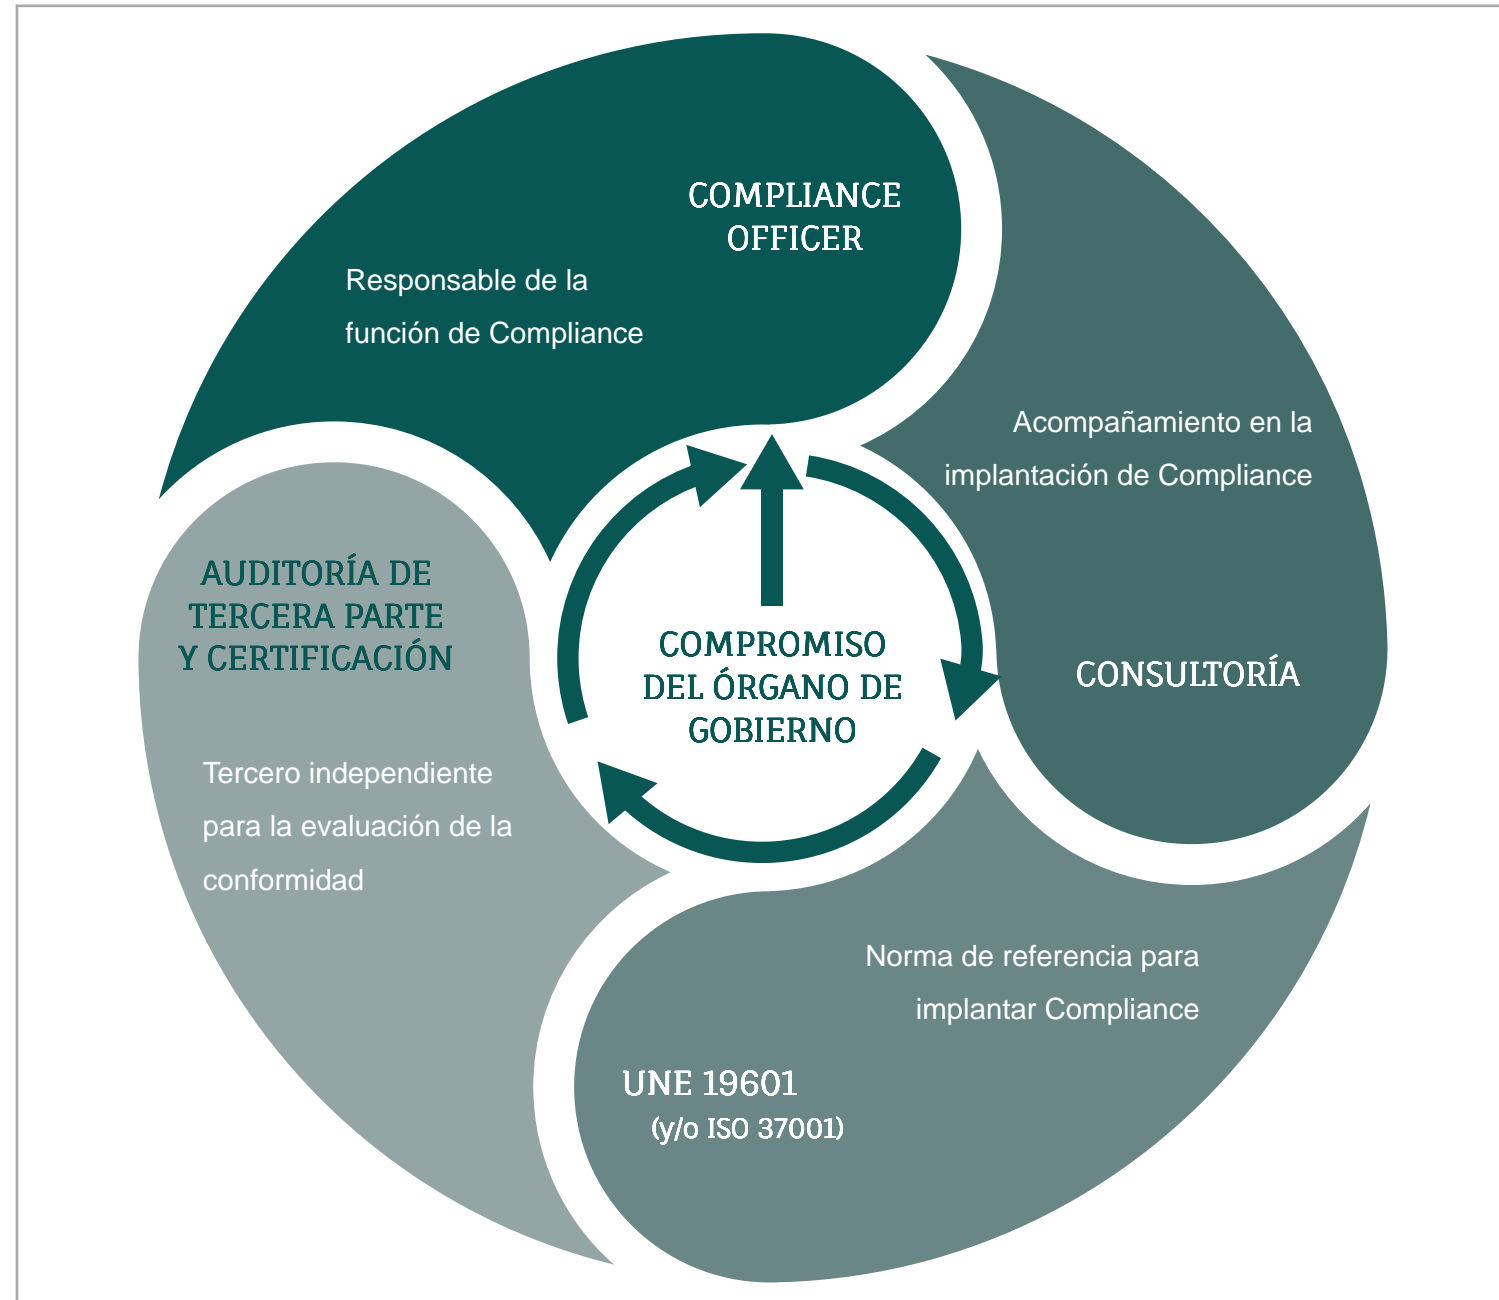 COMPLIANCE
OFFICER
Responsable de la
función de Compliance
Acompañamiento en la
implantación de Compliance
CONSULTORÍA
AUDITORÍA DE
TERCERA PARTE
Y CERTIFICACIÓN
Tercero independiente
para la evaluación de la
conformidad
COMPROMISO
DEL ÓRGANO DE
GOBIERNO
Norma de referencia para
implantar Compliance
UNE 19601
(y/o ISO 37001)